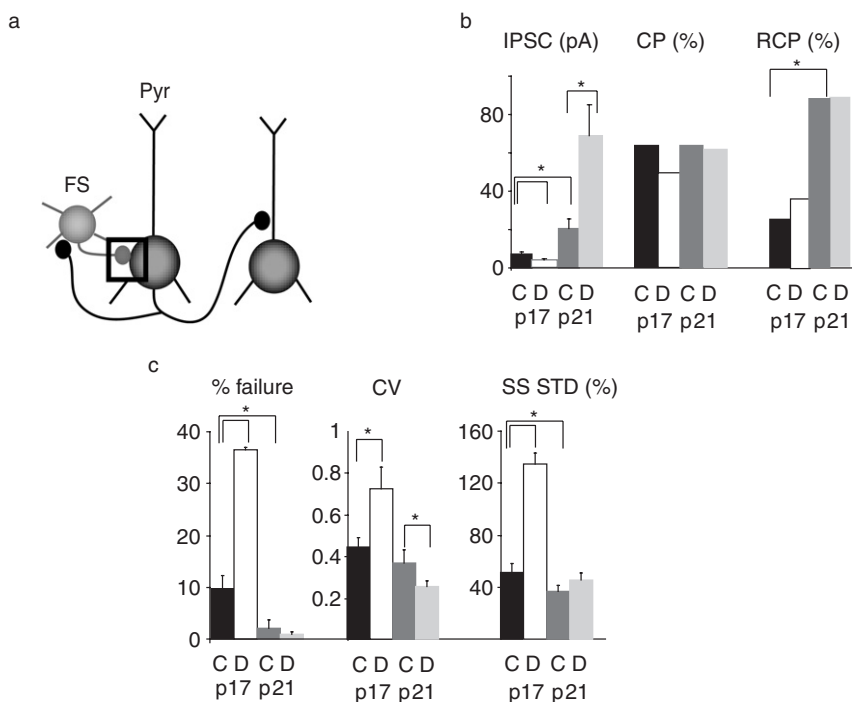 a
Pyr
FS
b
IPSC (pA)
CP (%)
RCP (%)
80
60
40
20
0
*
*
*
C D C D
p17 p21
C D C D
p17 p21
C D C D
p17 p21
c
% failure
CV
SS STD (%)
40
30
20
10
0
*
C D C D
p17 p21
1
0.8
0.6
0.4
0.2
*
*
C D C D
p17 p21
160
120
80
40
0
*
C D C D
p17 p21